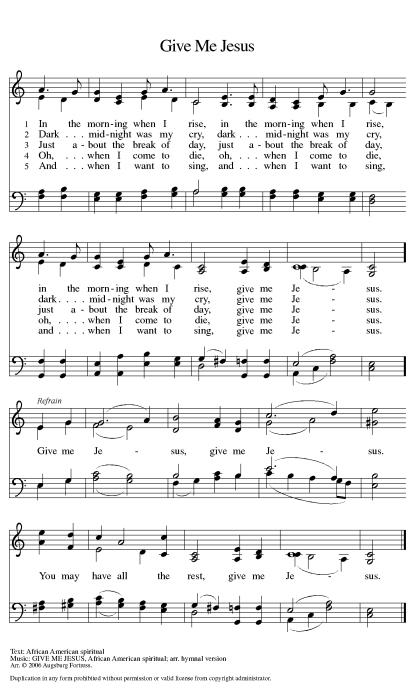 Give Me Jesus
1 In the morn - ing when I rise, in the morn - ing when I rise,
2 Dark . . . mid - night was my cry, dark . . . mid - night was my cry,
3 Just a - bout the break of day, just a - bout the break of day,
4 Oh, . . . when I come to die, oh, . . . when I come to die,
5 And . . . when I want to sing, and . . . when I want to sing,
in the morn - ing when I rise, give me Je - sus.
dark . . . . mid - night was my cry, give me Je - sus.
just a - bout the break of day, give me Je - sus.
oh, . . . . when I come to die, give me Je - sus.
and . . . . when I want to sing, give me Je - sus.
Refrain
Give me Je - sus, give me Je - sus.
You may have all the rest, give me Je - sus.
Text: African American spiritual
Music: GIVE ME JESUS, African American spiritual; arr. hymnal version
Arr. © 2006 Augsburg Fortress.
Duplication in any form prohibited without permission or valid license from copyright administrator.